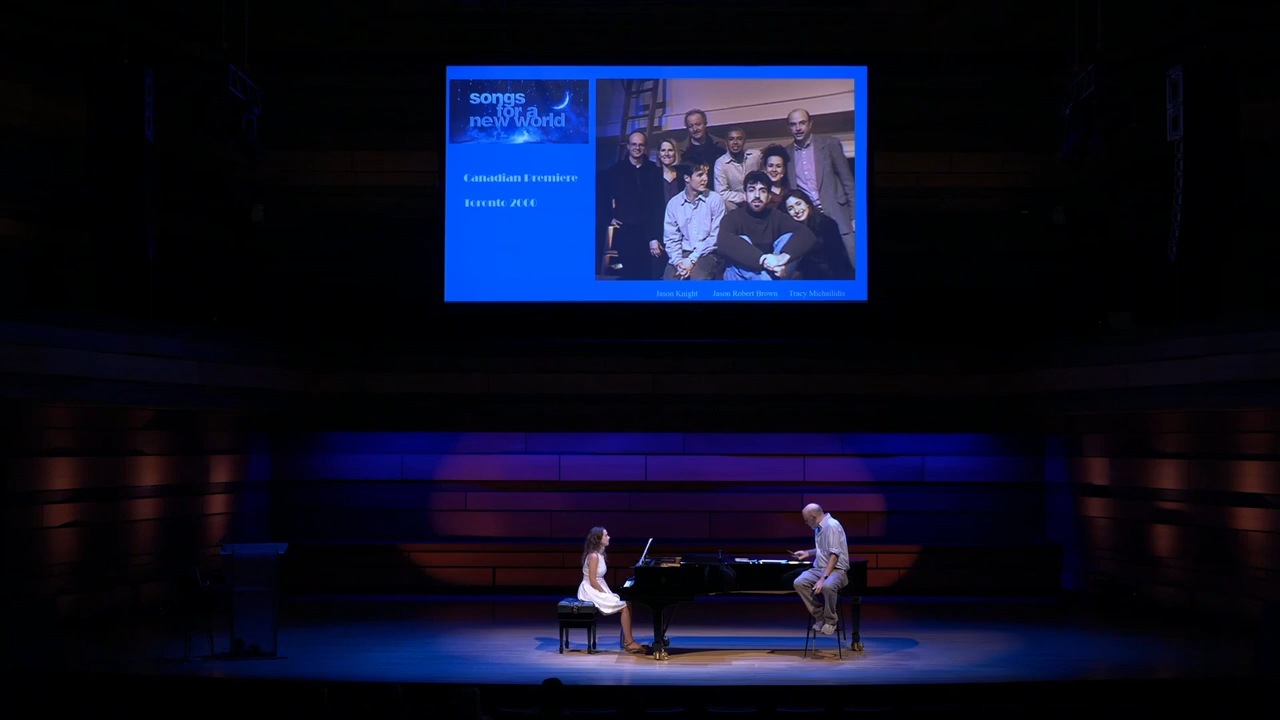 songs
for a
new world
Canadian Premiere
Toronto 2000
Jason Knight Jason Robert Brown Tracy Michailidis